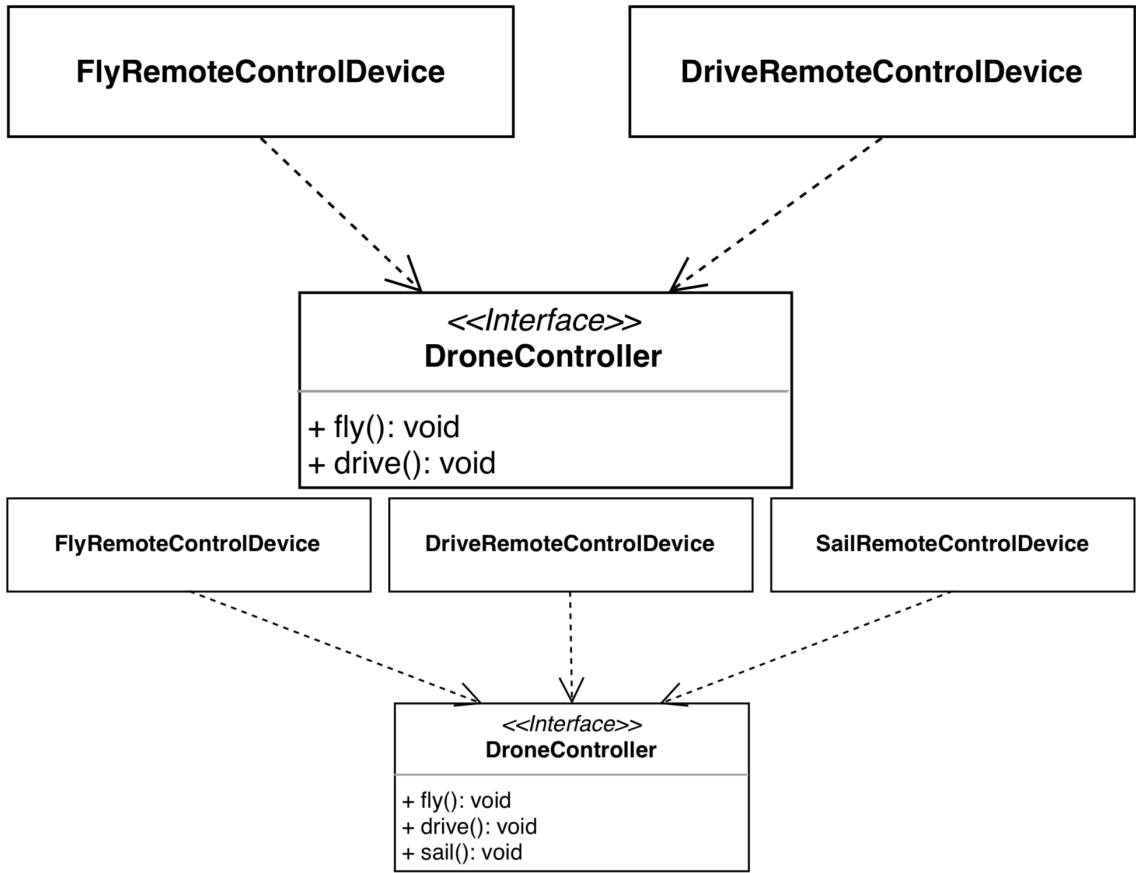 FlyRemoteControlDevice
DriveRemoteControlDevice
<<Interface>>
DroneController
+ fly(): void
+ drive(): void
FlyRemoteControlDevice
DriveRemoteControlDevice
SailRemoteControlDevice
<<Interface>>
DroneController
+ fly(): void
+ drive(): void
+ sail(): void